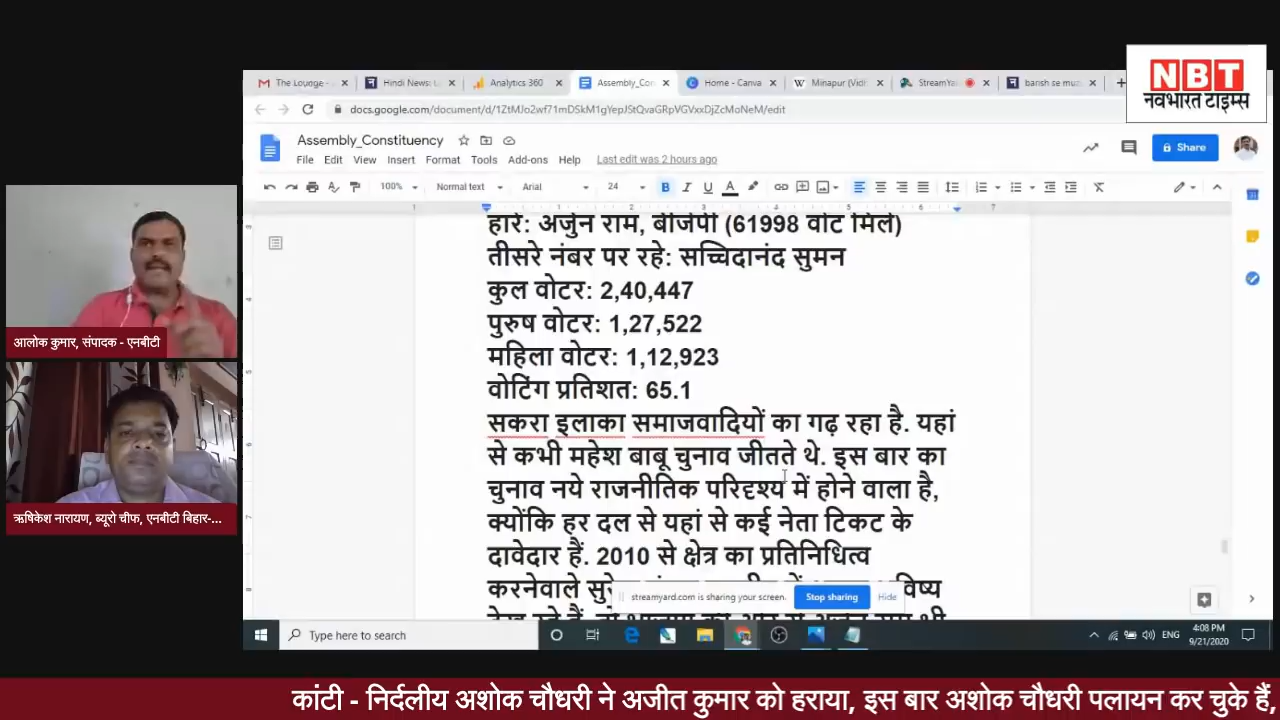 NBT
नवभारत टाइम्स
The Lounge -
Hindi News:
Analytics 360
Assembly_Con
Home - Canva
Minapur (Vidh
StreamYa
barish se muz
docs.google.com/document/d/
Assembly_Constituency
File Edit View Insert Format Tools Add-ons Help Last edit was 2 hours ago
Share
100% Normal text Arial 24 B I U A
हारे: अर्जुन राम, बीजेपी (61998 वोट मिले)
तीसरे नंबर पर रहे: सच्चिदानंद सुमन
कुल वोटर: 2,40,447
पुरुष वोटर: 1,27,522
महिला वोटर: 1,12,923
वोटिंग प्रतिशत: 65.1
सकरा इलाका समाजवादियों का गढ़ रहा है. यहां
से कभी महेश बाबू चुनाव जीतते थे. इस बार का
चुनाव नये राजनीतिक परिदृश्य में होने वाला है,
क्योंकि हर दल से यहां से कई नेता टिकट के
दावेदार हैं. 2010 से क्षेत्र का प्रतिनिधित्व
करनेवाले
streamyard.com is sharing your screen. Stop sharing Hide
आलोक कुमार, संपादक - एनबीटी
ऋषिकेश नारायण, ब्यूरो चीफ, एनबीटी बिहार-...
Type here to search
ENG
4:08 PM
9/21/2020
कांटी - निर्दलीय अशोक चौधरी ने अजीत कुमार को हराया, इस बार अशोक चौधरी पलायन कर चुके हैं,